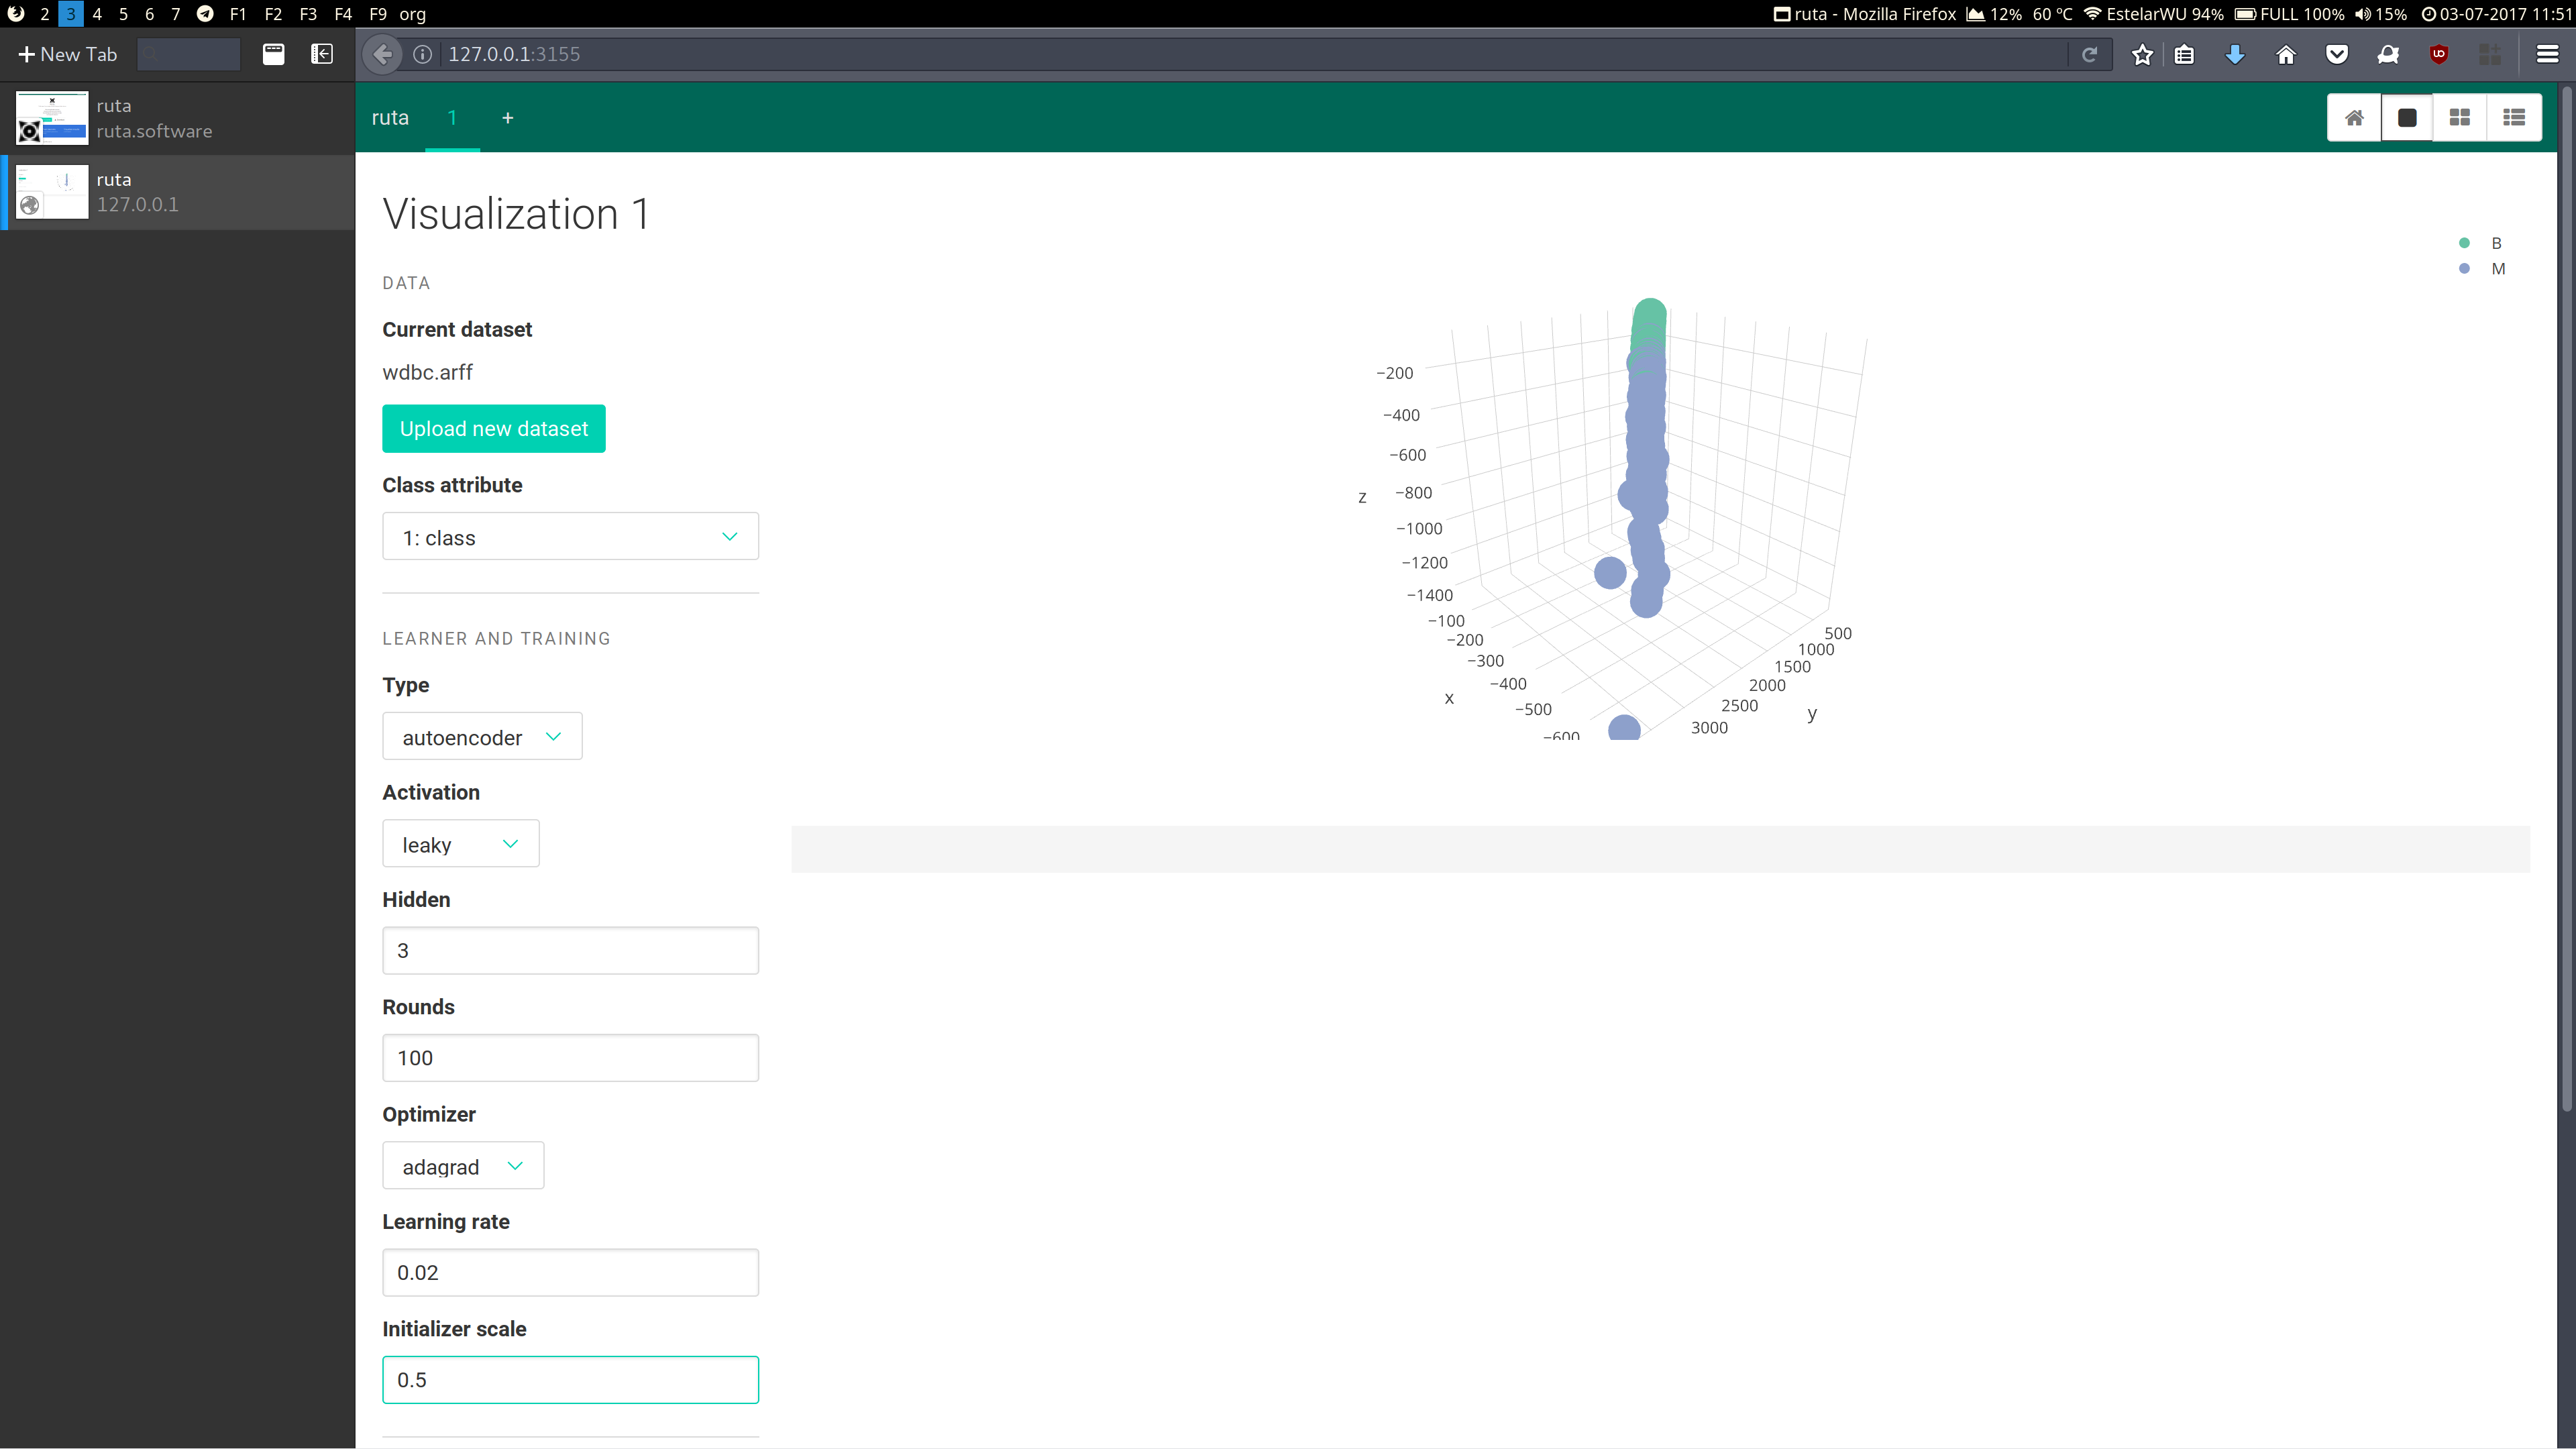 2 3 4 5 6 7 F1 F2 F3 F4 F9 org
ruta - Mozilla Firefox 12% 60 ºC EstelarWU 94% FULL 100% 15% 03-07-2017 11:51
New Tab
127.0.0.1:3155
ruta
ruta.software
ruta
127.0.0.1
ruta 1 +
Visualization 1
DATA
Current dataset
wdbc.arff
Upload new dataset
Class attribute
1: class
LEARNER AND TRAINING
Type
autoencoder
Activation
leaky
Hidden
3
Rounds
100
Optimizer
adagrad
Learning rate
0.02
Initializer scale
0.5
B
M
−200
−400
−600
z −800
−1000
−1200
−1400
−100
−200
−300
−400
−500
−600
x
500
1000
1500
2000
2500
3000
y